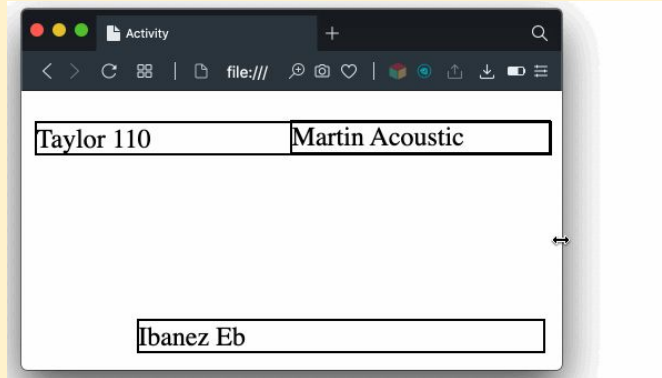 Activity
file:///
Taylor 110
Martin Acoustic
Ibanez Eb